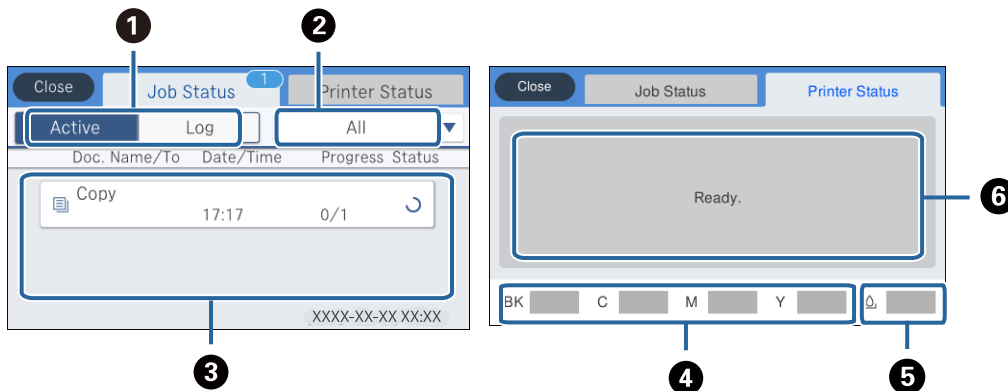 1 2
Close Job Status 1 Printer Status
Active Log All
Doc. Name/To Date/Time Progress Status
Copy
17:17 0/1
XXXX-XX-XX XX:XX
3
Close Job Status Printer Status
Ready.
6
BK C M Y
4 5